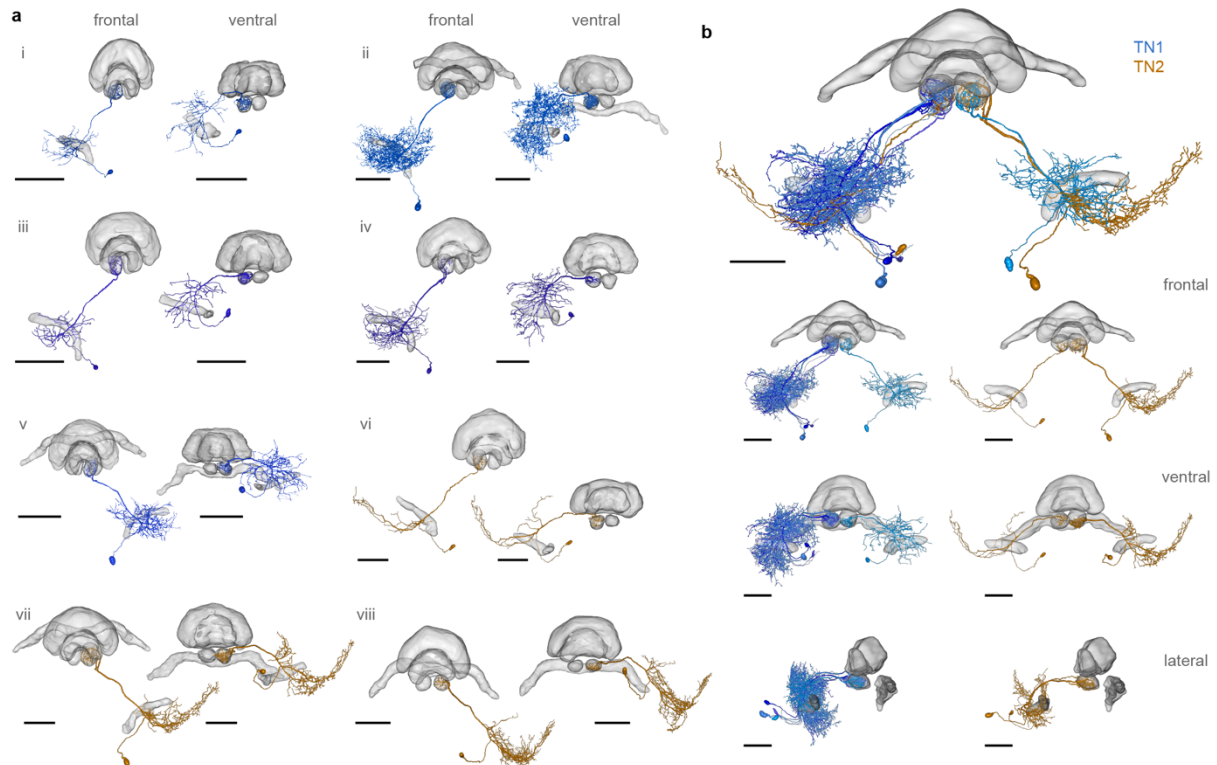 a
frontal ventral frontal ventral
i
ii
iii
iv
v
vi
vii
viii
b
TN1
TN2
frontal
ventral
lateral